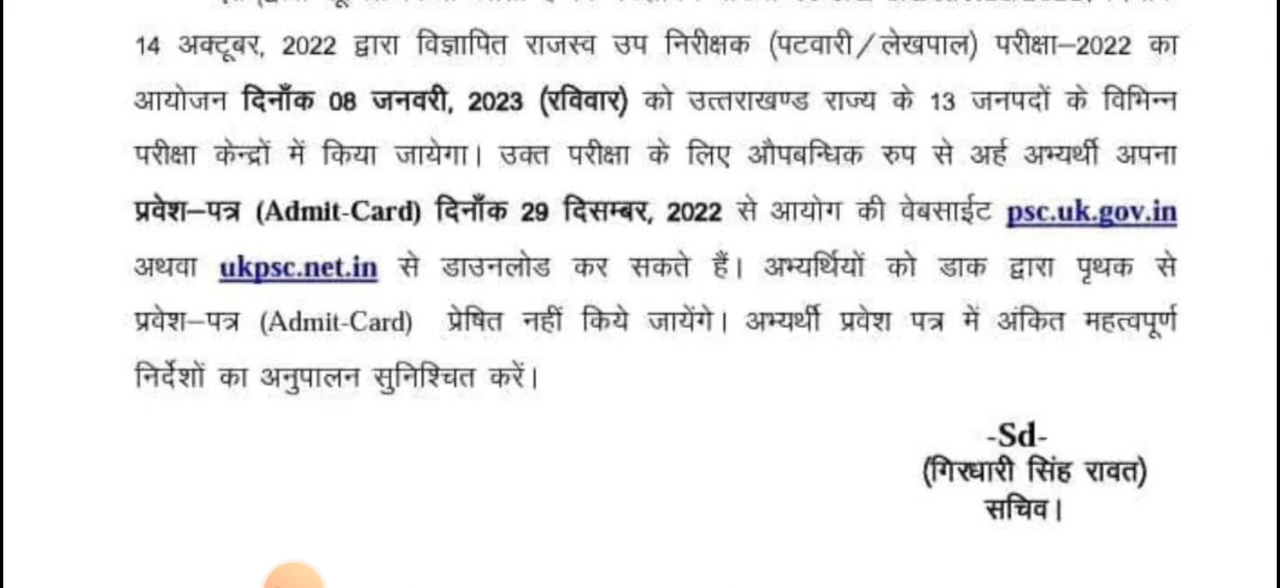 14 अक्टूबर, 2022 द्वारा विज्ञापित राजस्व उप निरीक्षक (पटवारी/लेखपाल) परीक्षा–2022 का
आयोजन दिनाँक 08 जनवरी, 2023 (रविवार) को उत्तराखण्ड राज्य के 13 जनपदों के विभिन्न
परीक्षा केन्द्रों में किया जायेगा। उक्त परीक्षा के लिए औपबन्धिक रुप से अर्ह अभ्यर्थी अपना
प्रवेश–पत्र (Admit-Card) दिनाँक 29 दिसम्बर, 2022 से आयोग की वेबसाईट psc.uk.gov.in
अथवा ukpsc.net.in से डाउनलोड कर सकते हैं। अभ्यर्थियों को डाक द्वारा पृथक से
प्रवेश–पत्र (Admit-Card) प्रेषित नहीं किये जायेंगे। अभ्यर्थी प्रवेश पत्र में अंकित महत्वपूर्ण
निर्देशों का अनुपालन सुनिश्चित करें।
-Sd-
(गिरधारी सिंह रावत)
सचिव।